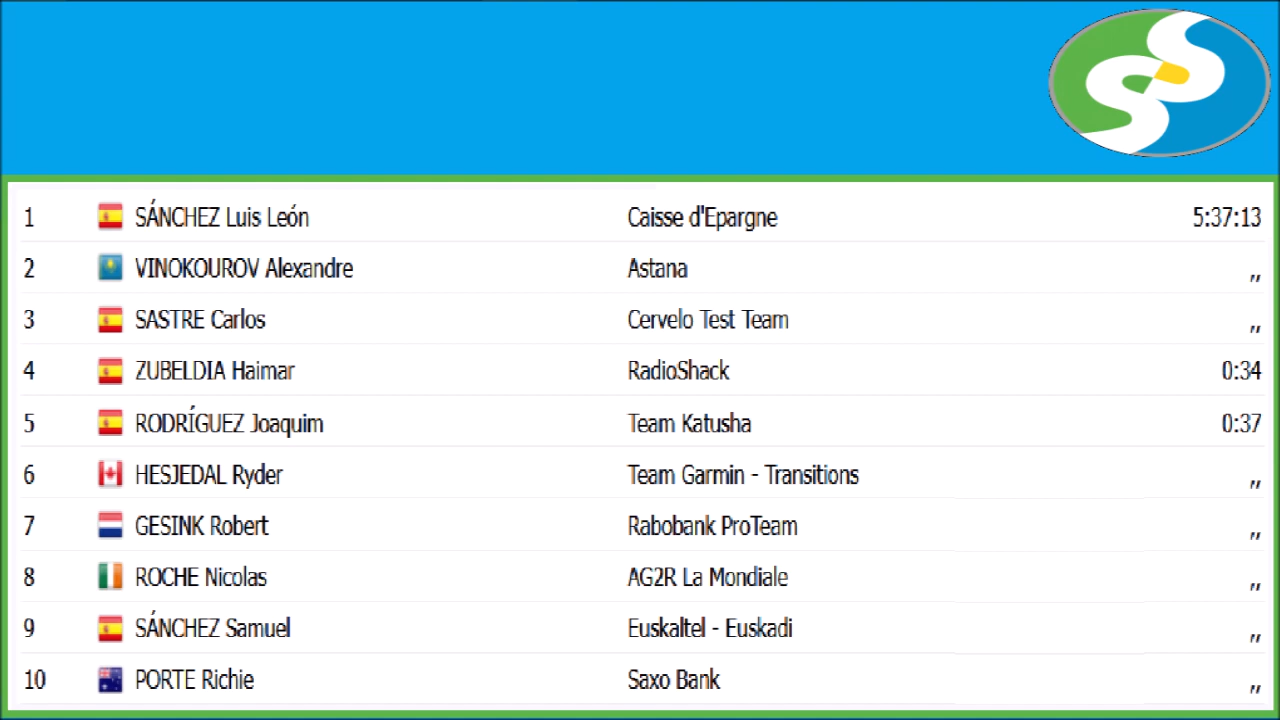 1 SÁNCHEZ Luis León Caisse d'Epargne 5:37:13
2 VINOKOUROV Alexandre Astana ,,
3 SASTRE Carlos Cervelo Test Team ,,
4 ZUBELDIA Haimar RadioShack 0:34
5 RODRÍGUEZ Joaquim Team Katusha 0:37
6 HESJEDAL Ryder Team Garmin - Transitions ,,
7 GESINK Robert Rabobank ProTeam ,,
8 ROCHE Nicolas AG2R La Mondiale ,,
9 SÁNCHEZ Samuel Euskaltel - Euskadi ,,
10 PORTE Richie Saxo Bank ,,